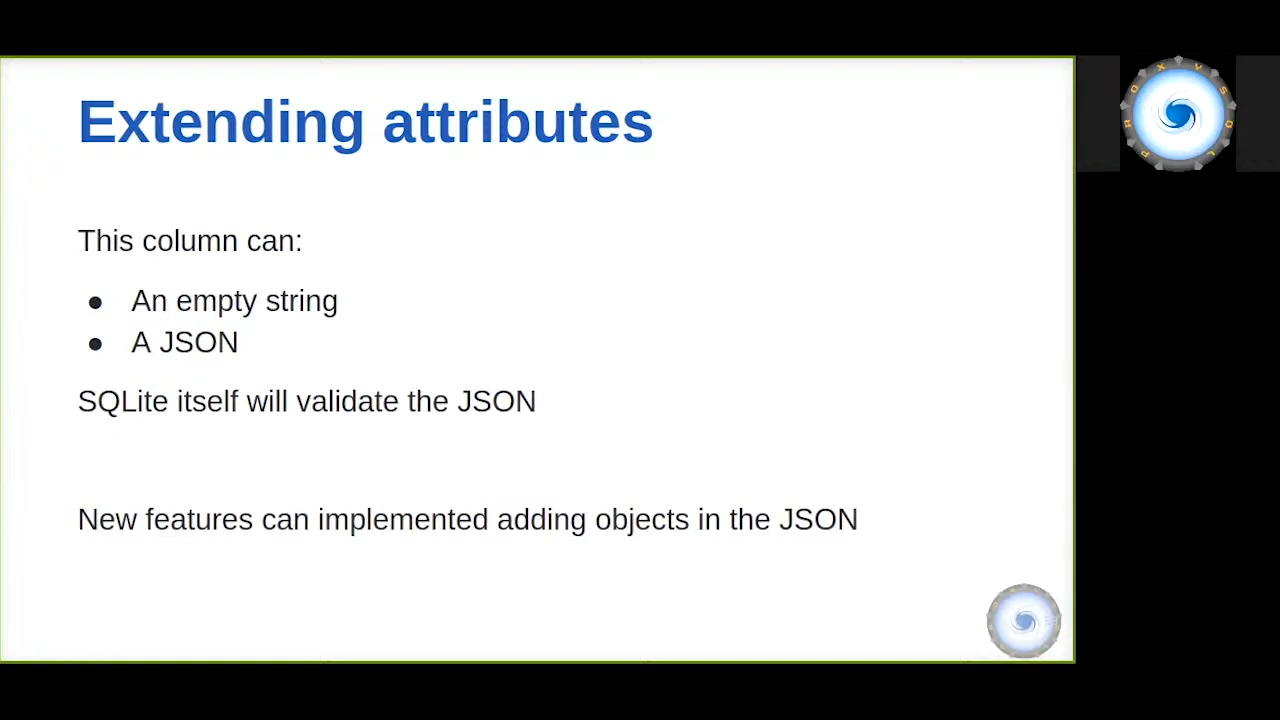 Extending attributes
This column can:
● An empty string
● A JSON
SQLite itself will validate the JSON
New features can implemented adding objects in the JSON
PROXYSQL